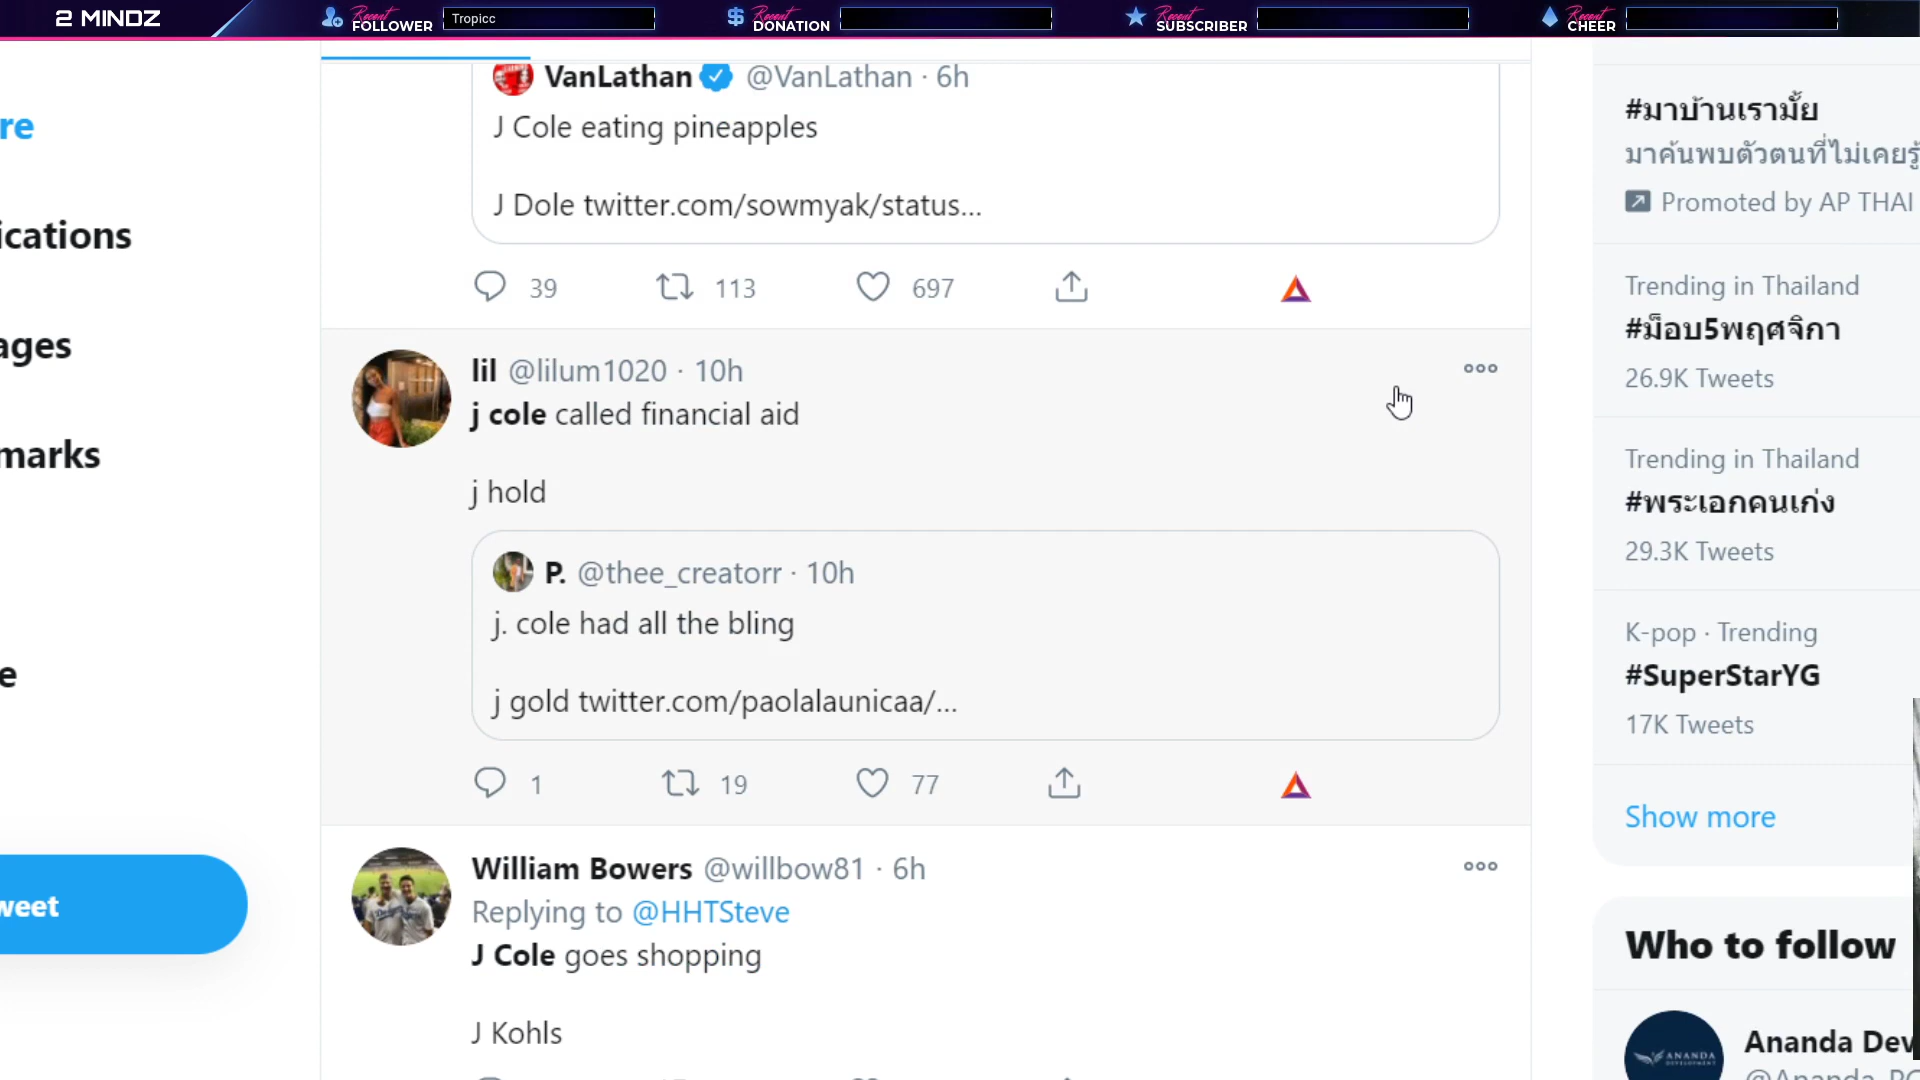 2 MINDZ
Recent
FOLLOWER
Tropicc
Recent
DONATION
Recent
SUBSCRIBER
Recent
CHEER
re
ications
ages
marks
e
weet
VanLathan @VanLathan · 6h
J Cole eating pineapples
J Dole twitter.com/sowmyak/status...
39 113 697
lil @lilum1020 · 10h
j cole called financial aid
j hold
P. @thee_creatorr · 10h
j. cole had all the bling
j gold twitter.com/paolalaunicaa/...
1 19 77
William Bowers @willbow81 · 6h
Replying to @HHTSteve
J Cole goes shopping
J Kohls
#มาบ้านเรามั้ย
มาค้นพบตัวตนที่ไม่เคยรู้
Promoted by AP THAI
Trending in Thailand
#ม็อบ5พฤศจิกา
26.9K Tweets
Trending in Thailand
#พระเอกคนเก่ง
29.3K Tweets
K-pop · Trending
#SuperStarYG
17K Tweets
Show more
Who to follow
ANANDA
DEVELOPMENT
Ananda Dev